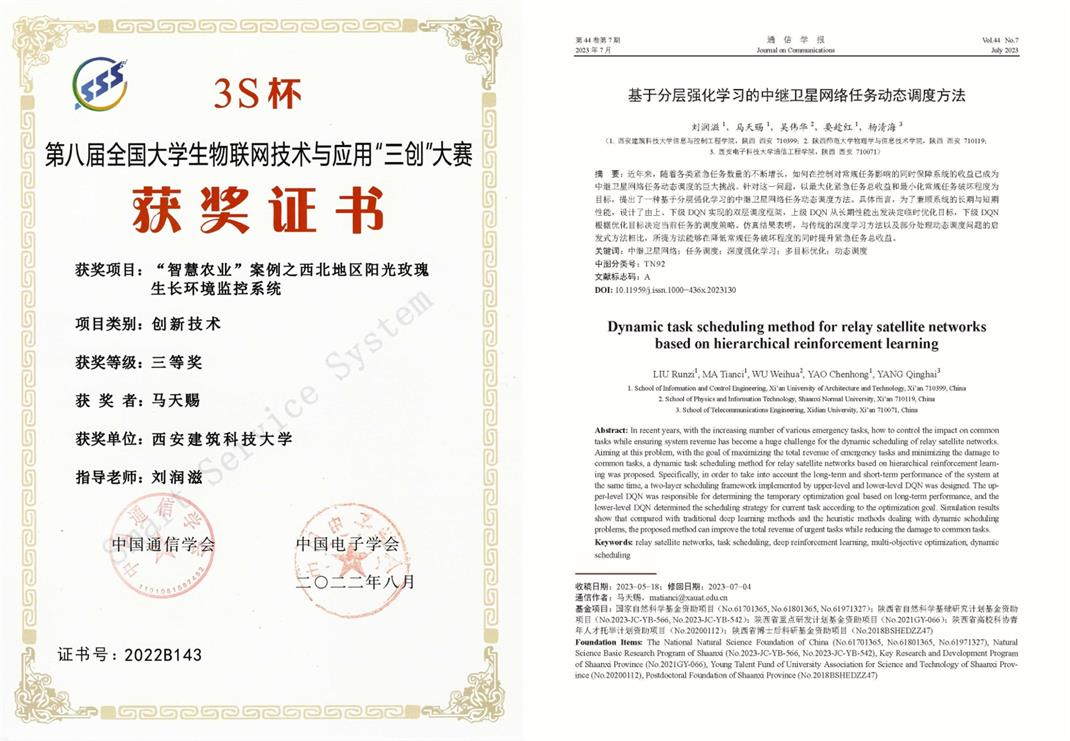 SSS
3S杯
第八届全国大学生物联网技术与应用“三创”大赛
获奖证书
获奖项目：“智慧农业”案例之西北地区阳光玫瑰
生长环境监控系统
项目类别：创新技术
获奖等级：三等奖
获 奖 者：马天赐
获奖单位：西安建筑科技大学
指导老师：刘润滋
Smart Service System
中国通信学会
中国电子学会
二〇二二年八月
1101081587452
证书号：2022B143
第 44 卷第 7 期
通 信 学 报
Vol.44 No.7
2023 年 7 月
Journal on Communications
July 2023
基于分层强化学习的中继卫星网络任务动态调度方法
刘润滋1，马天赐1，吴伟华2，要趁红1，杨清海3
（1. 西安建筑科技大学信息与控制工程学院，陕西 西安 710399；2. 陕西师范大学物理学与信息技术学院，陕西 西安 710119；
3. 西安电子科技大学通信工程学院，陕西 西安 710071）
摘 要：近年来，随着各类紧急任务数量的不断增长，如何在控制对常规任务影响的同时保障系统的收益已成为
中继卫星网络任务动态调度的巨大挑战。针对这一问题，以最大化紧急任务总收益和最小化常规任务破坏程度为
目标，提出了一种基于分层强化学习的中继卫星网络任务动态调度方法。具体而言，为了兼顾系统的长期与短期
性能，设计了由上、下级 DQN 实现的双层调度框架，上级 DQN 从长期性能出发决定临时优化目标，下级 DQN
根据优化目标决定当前任务的调度策略。仿真结果表明，与传统的深度学习方法以及部分处理动态调度问题的启
发式方法相比，所提方法能够在降低常规任务破坏程度的同时提升紧急任务总收益。
关键词：中继卫星网络；任务调度；深度强化学习；多目标优化；动态调度
中图分类号：TN92
文献标志码：A
DOI: 10.11959/j.issn.1000−436x.2023130
Dynamic task scheduling method for relay satellite networks
based on hierarchical reinforcement learning
LIU Runzi1, MA Tianci1, WU Weihua2, YAO Chenhong1, YANG Qinghai3
1. School of Information and Control Engineering, Xi’an University of Architecture and Technology, Xi’an 710399, China
2. School of Physics and Information Technology, Shaanxi Normal University, Xi’an 710119, China
3. School of Telecommunications Engineering, Xidian University, Xi’an 710071, China
Abstract: In recent years, with the increasing number of various emergency tasks, how to control the impact on common
tasks while ensuring system revenue has become a huge challenge for the dynamic scheduling of relay satellite networks.
Aiming at this problem, with the goal of maximizing the total revenue of emergency tasks and minimizing the damage to
common tasks, a dynamic task scheduling method for relay satellite networks based on hierarchical reinforcement learn-
ing was proposed. Specifically, in order to take into account the long-term and short-term performance of the system at
the same time, a two-layer scheduling framework implemented by upper-level and lower-level DQN was designed. The up-
per-level DQN was responsible for determining the temporary optimization goal based on long-term performance, and the
lower-level DQN determined the scheduling strategy for current task according to the optimization goal. Simulation results
show that compared with traditional deep learning methods and the heuristic methods dealing with dynamic scheduling
problems, the proposed method can improve the total revenue of urgent tasks while reducing the damage to common tasks.
Keywords: relay satellite networks, task scheduling, deep reinforcement learning, multi-objective optimization, dynamic
scheduling
收稿日期：2023−05−18；修回日期：2023−07−04
通信作者：马天赐，matianci@xauat.edu.cn
基金项目：国家自然科学基金资助项目（No.61701365, No.61801365, No.61971327）；陕西省自然科学基础研究计划基金资助
项目（No.2023-JC-YB-566, No.2023-JC-YB-542）；陕西省重点研发计划基金资助项目（No.2021GY-066）；陕西省高校科协青
年人才托举计划资助项目（No.20200112）；陕西省博士后科研基金资助项目（No.2018BSHEDZZ47）
Foundation Items: The National Natural Science Foundation of China (No.61701365, No.61801365, No.61971327), Natural
Science Basic Research Program of Shaanxi (No.2023-JC-YB-566, No.2023-JC-YB-542), Key Research and Development Program
of Shaanxi Province (No.2021GY-066), Young Talent Fund of University Association for Science and Technology of Shaanxi Prov-
ince (No.20200112), Postdoctoral Foundation of Shaanxi Province (No.2018BSHEDZZ47)